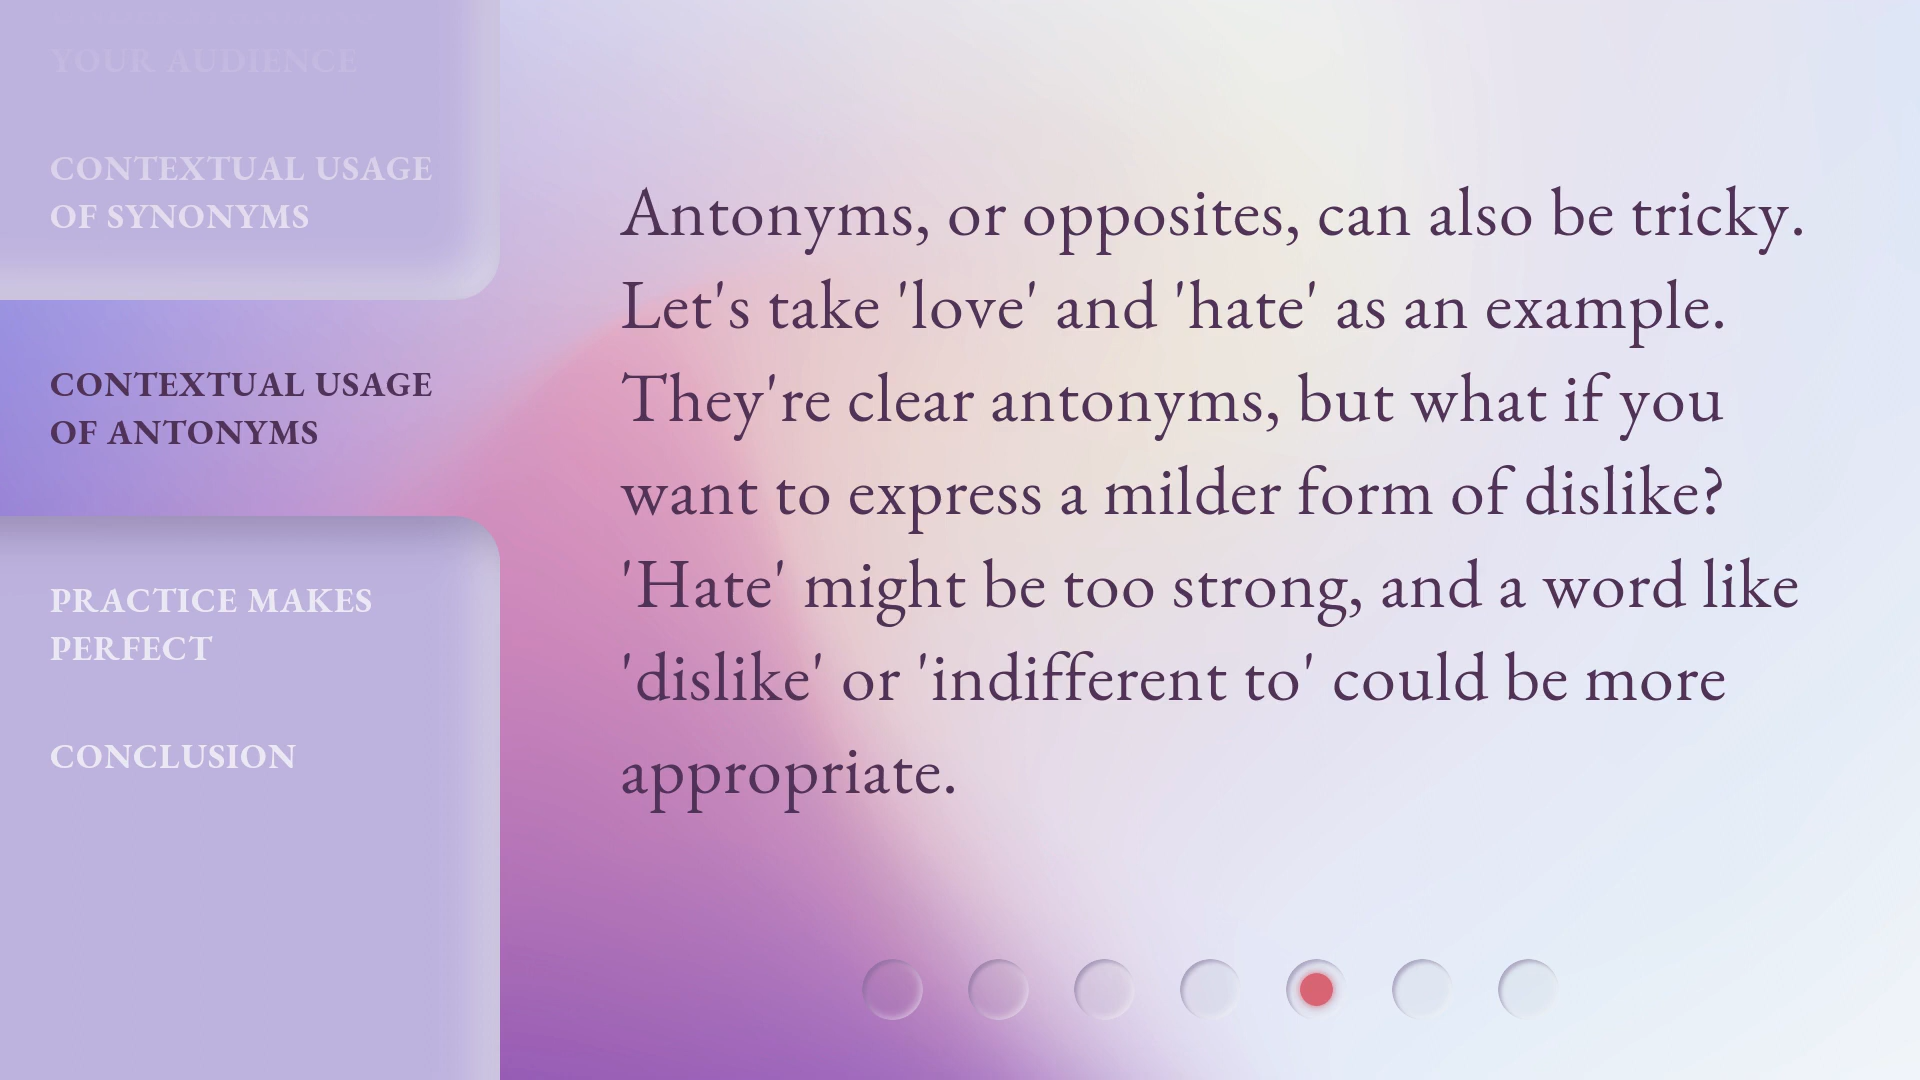 YOUR AUDIENCE
CONTEXTUAL USAGE
OF SYNONYMS
CONTEXTUAL USAGE
OF ANTONYMS
PRACTICE MAKES
PERFECT
CONCLUSION
Antonyms, or opposites, can also be tricky.
Let's take 'love' and 'hate' as an example.
They're clear antonyms, but what if you
want to express a milder form of dislike?
'Hate' might be too strong, and a word like
'dislike' or 'indifferent to' could be more
appropriate.